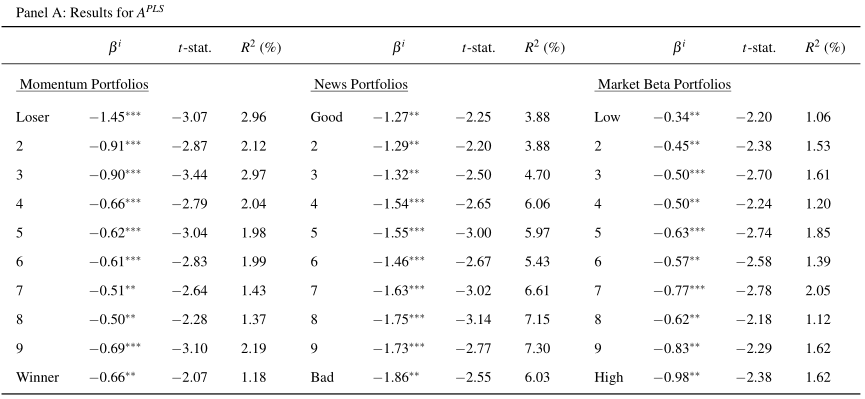 Panel A: Results for A^PLS
β^i t-stat. R² (%) β^i t-stat. R² (%) β^i t-stat. R² (%)
Momentum Portfolios News Portfolios Market Beta Portfolios
Loser −1.45*** −3.07 2.96 Good −1.27** −2.25 3.88 Low −0.34** −2.20 1.06
2 −0.91*** −2.87 2.12 2 −1.29** −2.20 3.88 2 −0.45** −2.38 1.53
3 −0.90*** −3.44 2.97 3 −1.32** −2.50 4.70 3 −0.50*** −2.70 1.61
4 −0.66*** −2.79 2.04 4 −1.54*** −2.65 6.06 4 −0.50** −2.24 1.20
5 −0.62*** −3.04 1.98 5 −1.55*** −3.00 5.97 5 −0.63*** −2.74 1.85
6 −0.61*** −2.83 1.99 6 −1.46*** −2.67 5.43 6 −0.57** −2.58 1.39
7 −0.51** −2.64 1.43 7 −1.63*** −3.02 6.61 7 −0.77*** −2.78 2.05
8 −0.50** −2.28 1.37 8 −1.75*** −3.14 7.15 8 −0.62** −2.18 1.12
9 −0.69*** −3.10 2.19 9 −1.73*** −2.77 7.30 9 −0.83** −2.29 1.62
Winner −0.66** −2.07 1.18 Bad −1.86** −2.55 6.03 High −0.98** −2.38 1.62